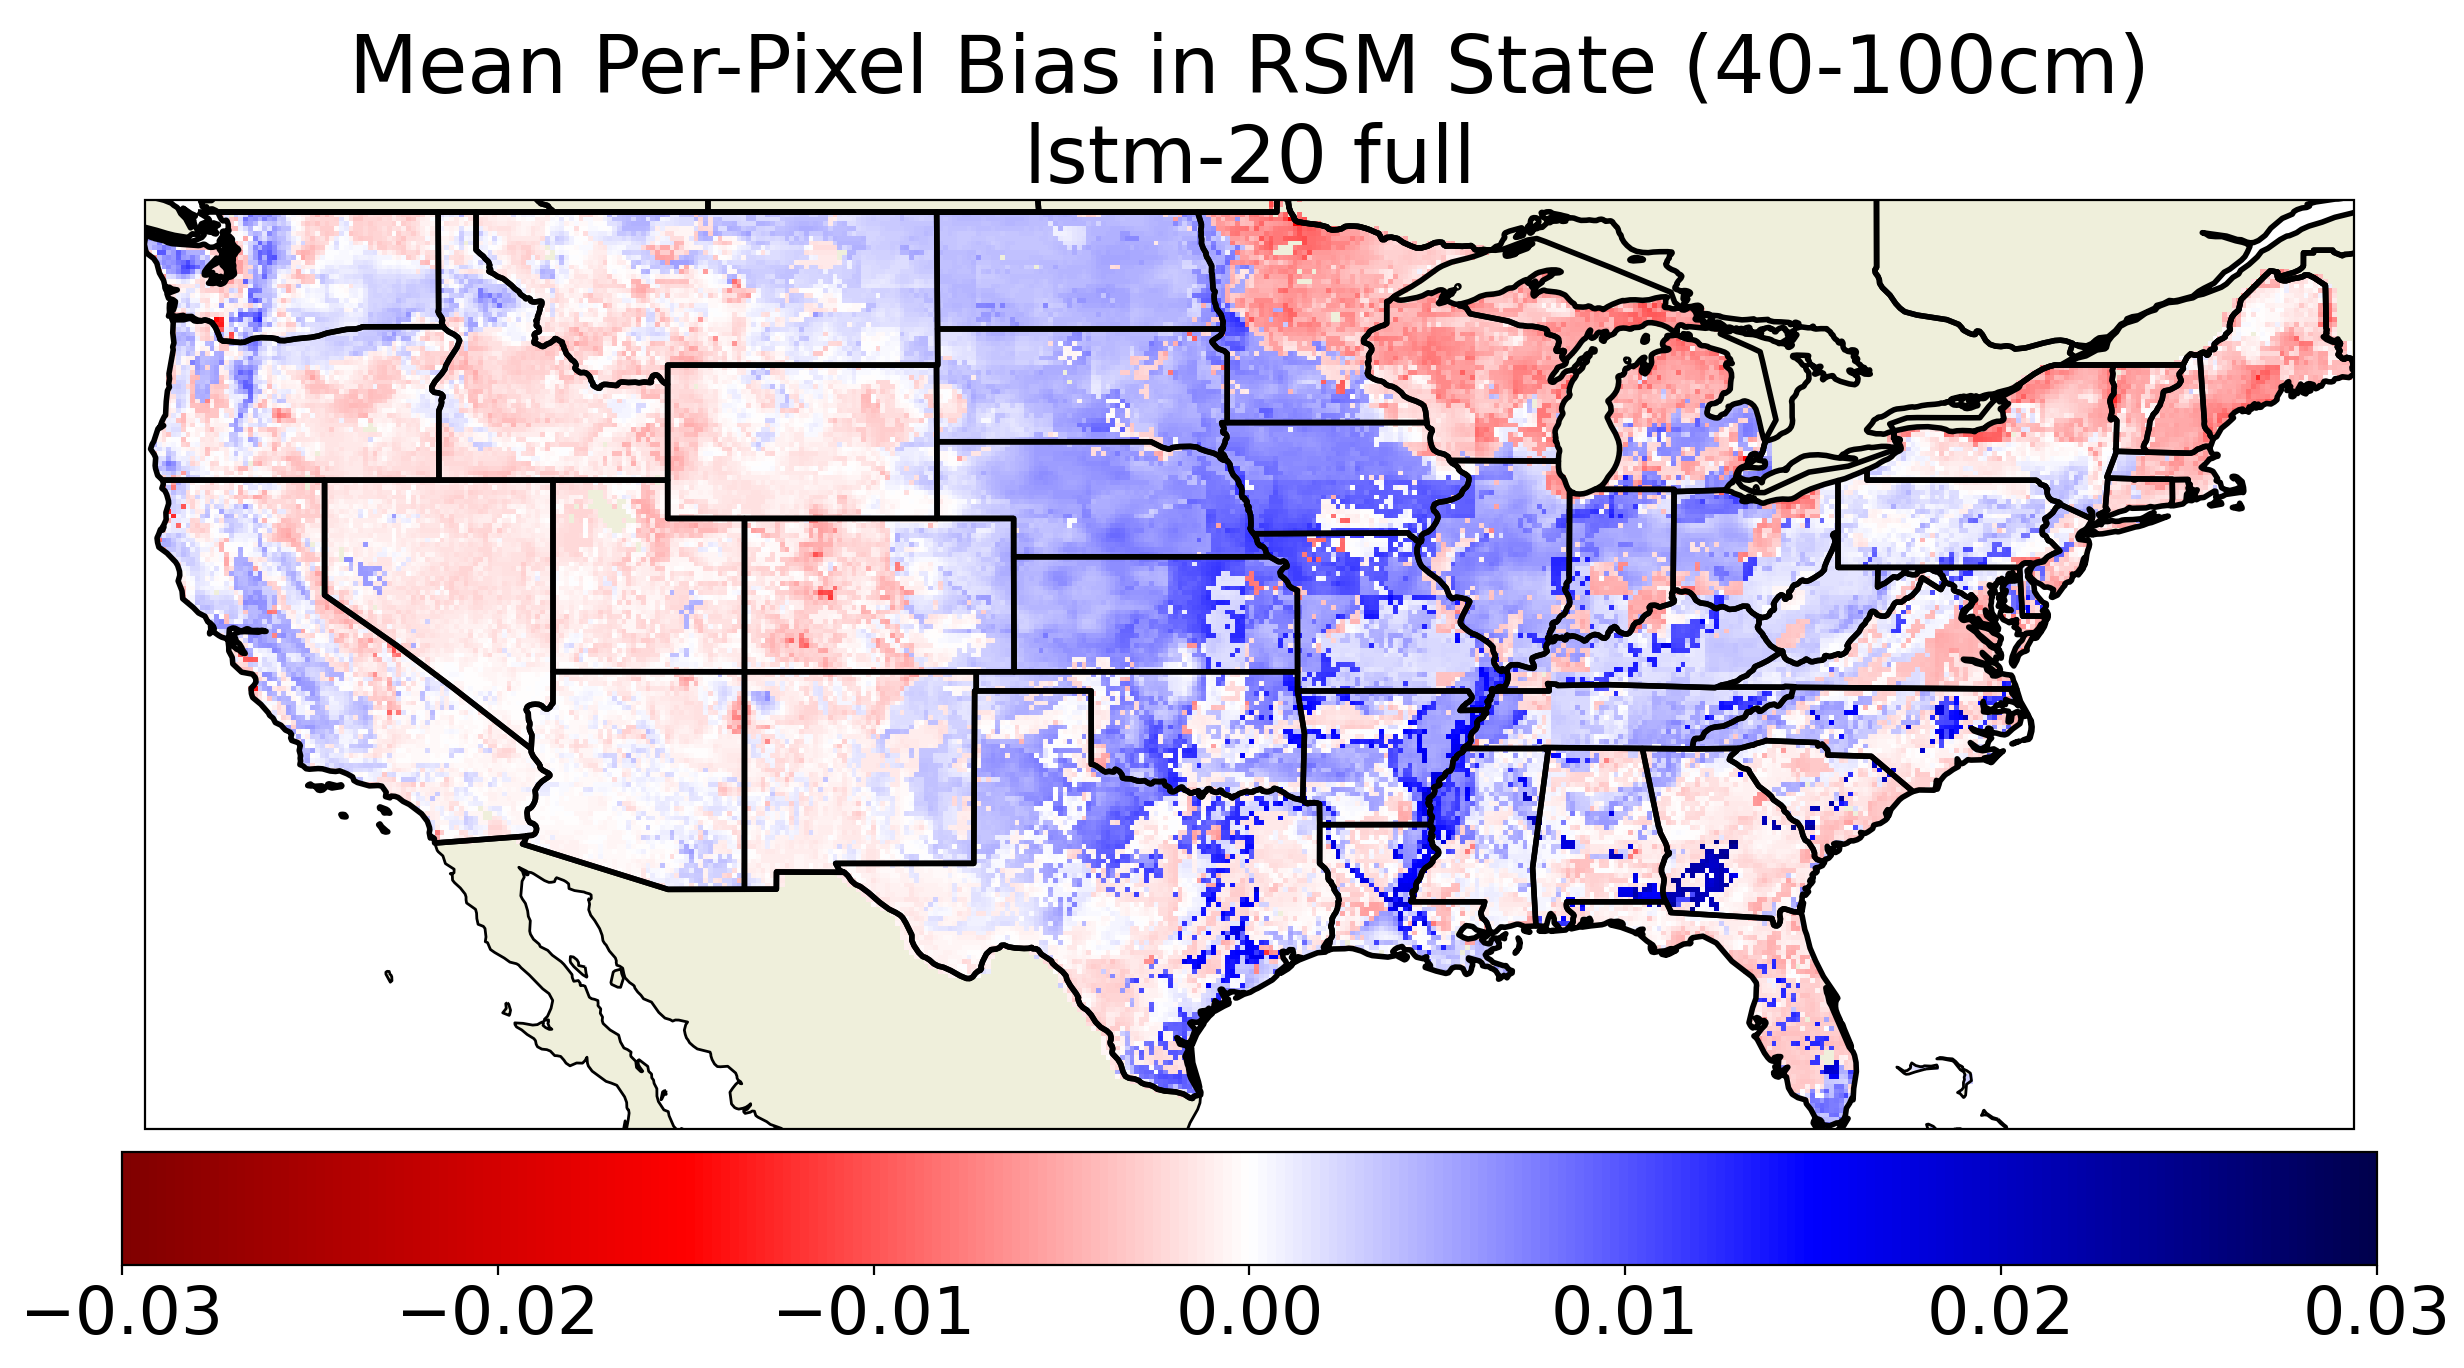 Mean Per-Pixel Bias in RSM State (40-100cm)
lstm-20 full
−0.03 −0.02 −0.01 0.00 0.01 0.02 0.03